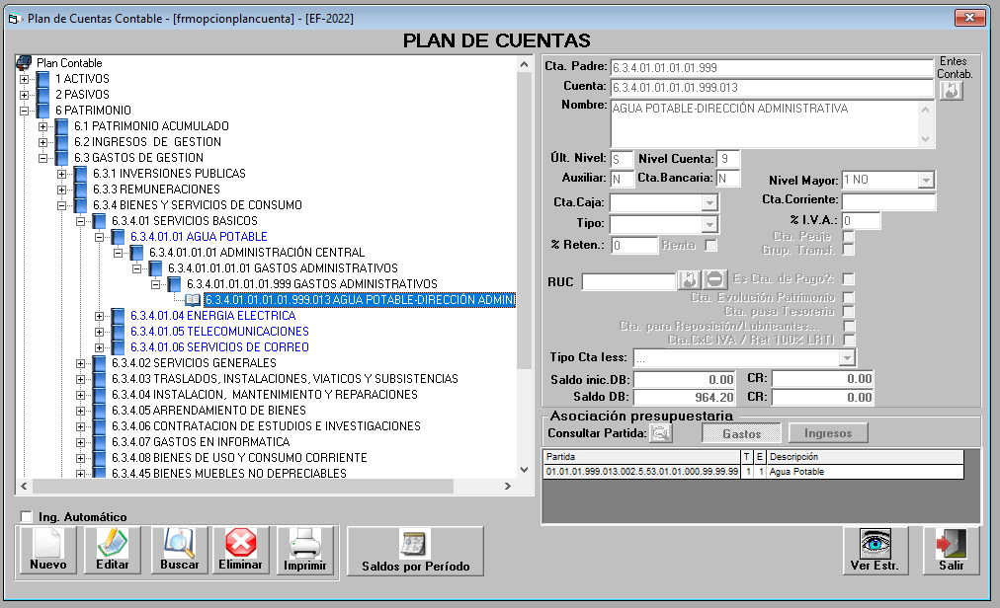 Plan de Cuentas Contable - [frmopcionplancuenta] - [EF-2022]
PLAN DE CUENTAS
Plan Contable
1 ACTIVOS
2 PASIVOS
6 PATRIMONIO
6.1 PATRIMONIO ACUMULADO
6.2 INGRESOS DE GESTION
6.3 GASTOS DE GESTION
6.3.1 INVERSIONES PUBLICAS
6.3.3 REMUNERACIONES
6.3.4 BIENES Y SERVICIOS DE CONSUMO
6.3.4.01 SERVICIOS BASICOS
6.3.4.01.01 AGUA POTABLE
6.3.4.01.01.01 ADMINISTRACIÓN CENTRAL
6.3.4.01.01.01.01 GASTOS ADMINISTRATIVOS
6.3.4.01.01.01.01.999 GASTOS ADMINISTRATIVOS
6.3.4.01.01.01.01.999.013 AGUA POTABLE-DIRECCIÓN ADMINI
6.3.4.01.04 ENERGIA ELECTRICA
6.3.4.01.05 TELECOMUNICACIONES
6.3.4.01.06 SERVICIOS DE CORREO
6.3.4.02 SERVICIOS GENERALES
6.3.4.03 TRASLADOS, INSTALACIONES, VIATICOS Y SUBSISTENCIAS
6.3.4.04 INSTALACION, MANTENIMIENTO Y REPARACIONES
6.3.4.05 ARRENDAMIENTO DE BIENES
6.3.4.06 CONTRATACION DE ESTUDIOS E INVESTIGACIONES
6.3.4.07 GASTOS EN INFORMATICA
6.3.4.08 BIENES DE USO Y CONSUMO CORRIENTE
6.3.4.45 BIENES MUEBLES NO DEPRECIABLES
Cta. Padre: 6.3.4.01.01.01.01.999
Entes
Contab.
Cuenta: 6.3.4.01.01.01.01.999.013
Nombre: AGUA POTABLE-DIRECCIÓN ADMINISTRATIVA
Últ. Nivel: S Nivel Cuenta: 9
Auxiliar: N Cta.Bancaria: N Nivel Mayor: 1 NO
Cta.Caja: Cta.Corriente:
Tipo: % I.V.A.: 0
Cta. Peaje
% Reten.: 0 Renta Grup. Transf.
RUC Es Cta. de Pago?:
Cta. Evolución Patrimonio
Cta. pasa Tesoreria
Cta. para Reposición/Lubricantes...
Cta.CxC IVA / Ret 100% LRTI
Tipo Cta Iess: ...
Saldo inic.DB: 0.00 CR: 0.00
Saldo DB: 964.20 CR: 0.00
Asociación presupuestaria
Consultar Partida: Gastos Ingresos
Partida T E Descripción
01.01.01.999.013.002.5.53.01.01.000.99.99.99 1 1 Agua Potable
Ing. Automático
Nuevo Editar Buscar Eliminar Imprimir Saldos por Período Ver Estr. Salir